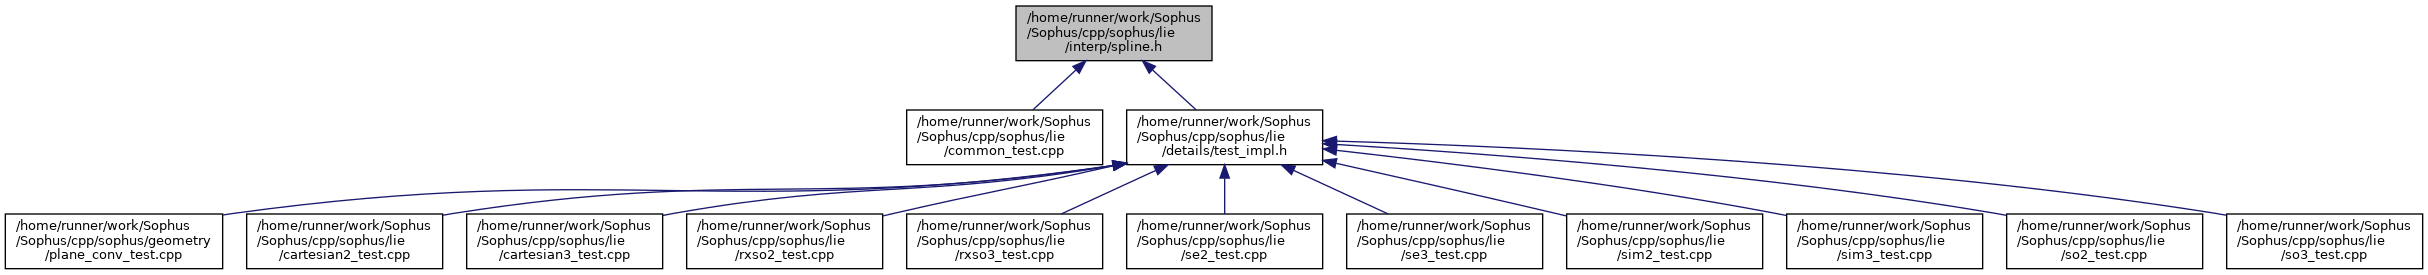 /home/runner/work/Sophus
/Sophus/cpp/sophus/lie
/interp/spline.h
/home/runner/work/Sophus
/Sophus/cpp/sophus/lie
/common_test.cpp
/home/runner/work/Sophus
/Sophus/cpp/sophus/lie
/details/test_impl.h
/home/runner/work/Sophus
/Sophus/cpp/sophus/geometry
/plane_conv_test.cpp
/home/runner/work/Sophus
/Sophus/cpp/sophus/lie
/cartesian2_test.cpp
/home/runner/work/Sophus
/Sophus/cpp/sophus/lie
/cartesian3_test.cpp
/home/runner/work/Sophus
/Sophus/cpp/sophus/lie
/rxso2_test.cpp
/home/runner/work/Sophus
/Sophus/cpp/sophus/lie
/rxso3_test.cpp
/home/runner/work/Sophus
/Sophus/cpp/sophus/lie
/se2_test.cpp
/home/runner/work/Sophus
/Sophus/cpp/sophus/lie
/se3_test.cpp
/home/runner/work/Sophus
/Sophus/cpp/sophus/lie
/sim2_test.cpp
/home/runner/work/Sophus
/Sophus/cpp/sophus/lie
/sim3_test.cpp
/home/runner/work/Sophus
/Sophus/cpp/sophus/lie
/so2_test.cpp
/home/runner/work/Sophus
/Sophus/cpp/sophus/lie
/so3_test.cpp